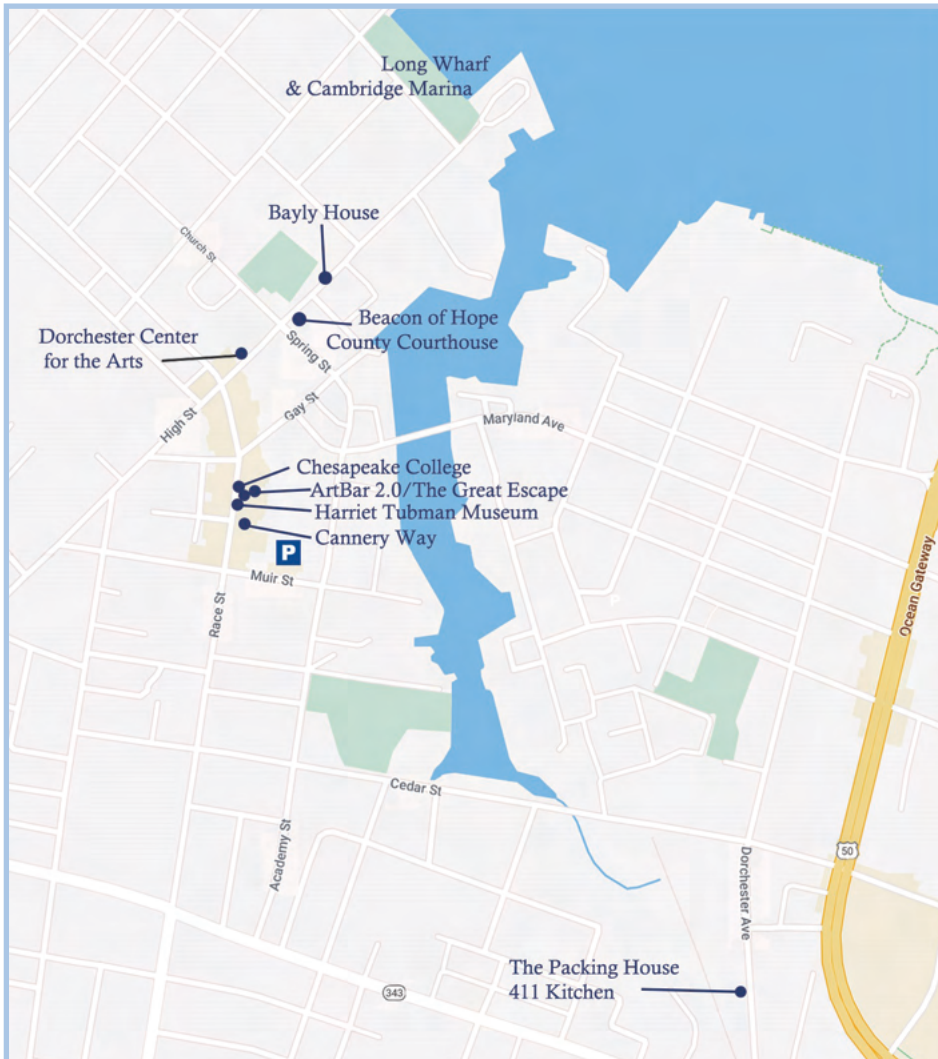 Long Wharf
& Cambridge Marina
Bayly House
Church St
Beacon of Hope
County Courthouse
Dorchester Center
for the Arts
Spring St
High St
Gay St
Maryland Ave
Chesapeake College
ArtBar 2.0/The Great Escape
Harriet Tubman Museum
Cannery Way
P
Muir St
Race St
Ocean Gateway
Cedar St
Academy St
50
Dorchester Ave
The Packing House
411 Kitchen
343